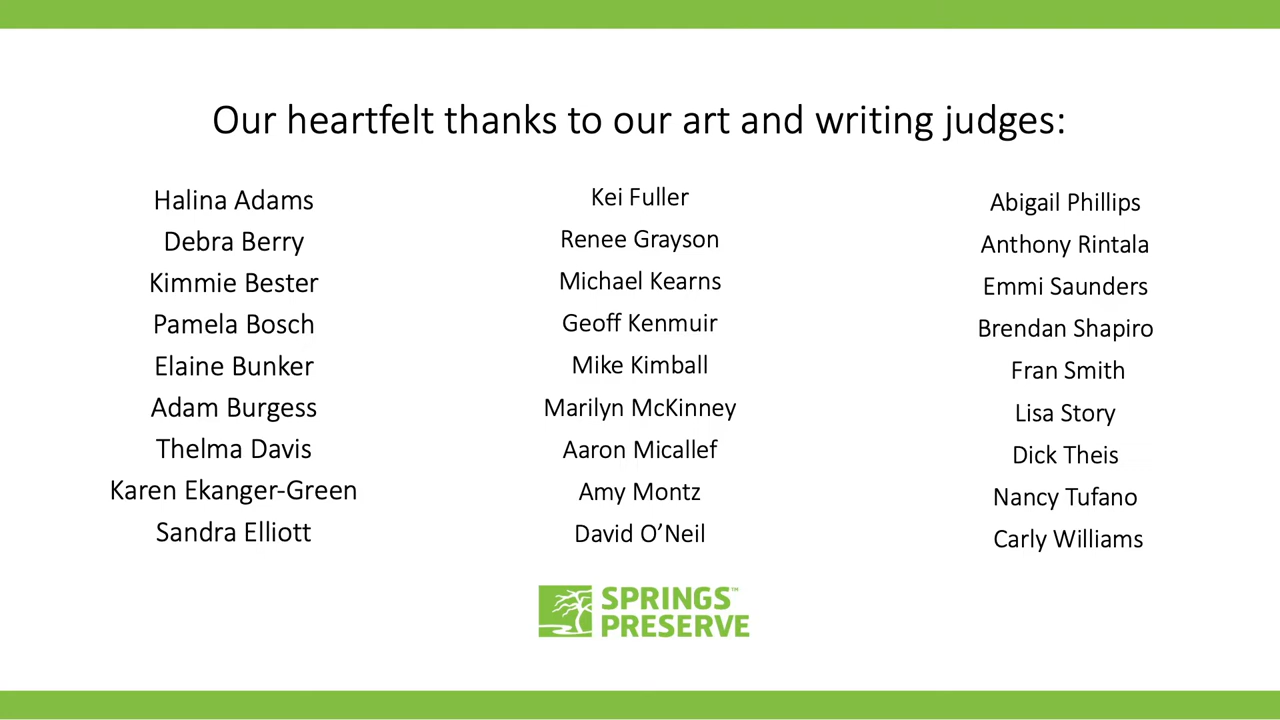 Our heartfelt thanks to our art and writing judges:
Halina Adams
Debra Berry
Kimmie Bester
Pamela Bosch
Elaine Bunker
Adam Burgess
Thelma Davis
Karen Ekanger-Green
Sandra Elliott
Kei Fuller
Renee Grayson
Michael Kearns
Geoff Kenmuir
Mike Kimball
Marilyn McKinney
Aaron Micallef
Amy Montz
David O’Neil
Abigail Phillips
Anthony Rintala
Emmi Saunders
Brendan Shapiro
Fran Smith
Lisa Story
Dick Theis
Nancy Tufano
Carly Williams
SPRINGS™
PRESERVE